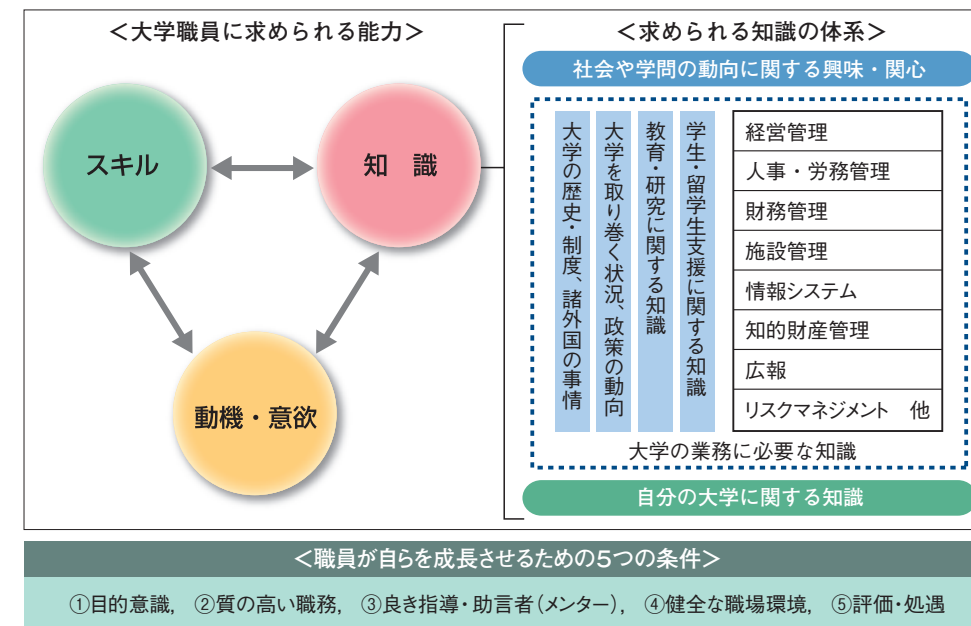 ＜大学職員に求められる能力＞
スキル
知　識
動機・意欲
＜求められる知識の体系＞
社会や学問の動向に関する興味・関心
大学の歴史・制度、諸外国の事情
大学を取り巻く状況、政策の動向
教育・研究に関する知識
学生・留学生支援に関する知識
経営管理
人事・労務管理
財務管理
施設管理
情報システム
知的財産管理
広報
リスクマネジメント　他
大学の業務に必要な知識
自分の大学に関する知識
＜職員が自らを成長させるための5つの条件＞
①目的意識,　②質の高い職務,　③良き指導・助言者（メンター）,　④健全な職場環境,　⑤評価・処遇